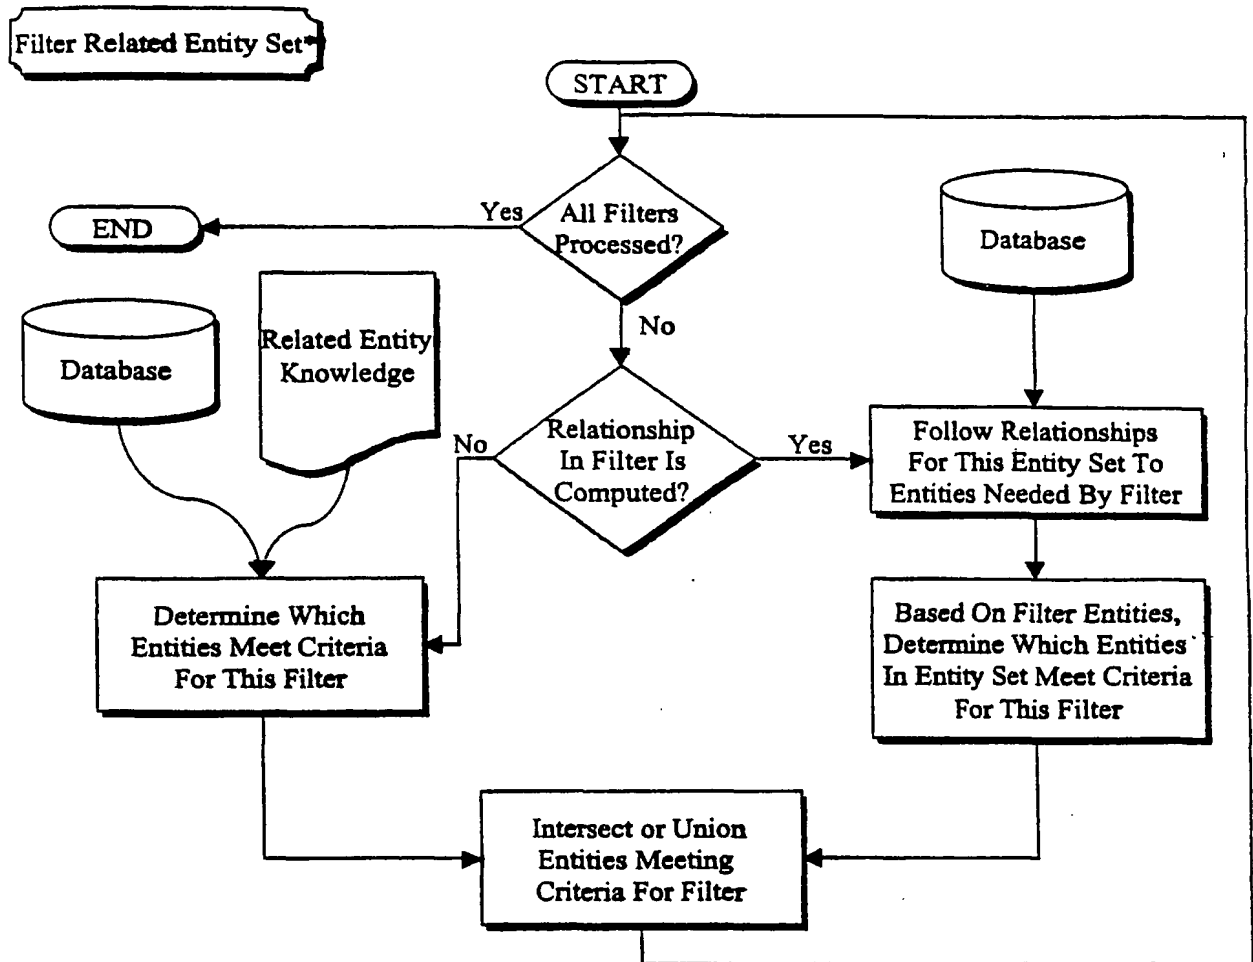 Filter Related Entity Set
START
All Filters
Processed?
Yes
END
Database
No
Database
Related Entity
Knowledge
Relationship
In Filter Is
Computed?
No
Yes
Follow Relationships
For This Entity Set To
Entities Needed By Filter
Determine Which
Entities Meet Criteria
For This Filter
Based On Filter Entities,
Determine Which Entities
In Entity Set Meet Criteria
For This Filter
Intersect or Union
Entities Meeting
Criteria For Filter